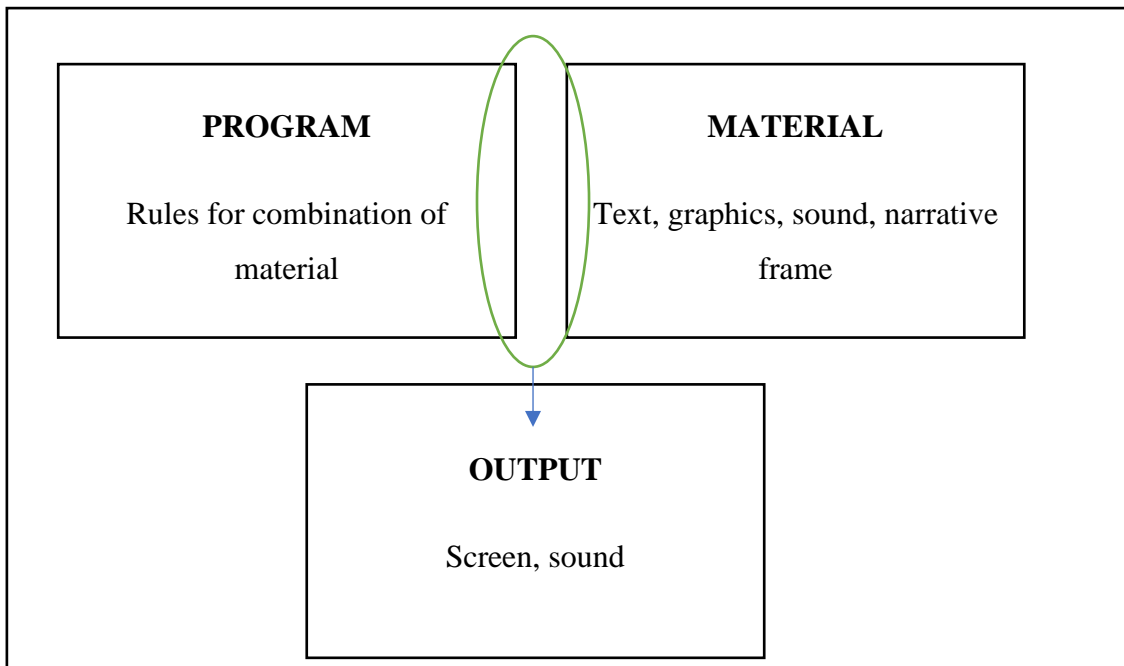 PROGRAM
Rules for combination of
material
MATERIAL
Text, graphics, sound, narrative
frame
OUTPUT
Screen, sound